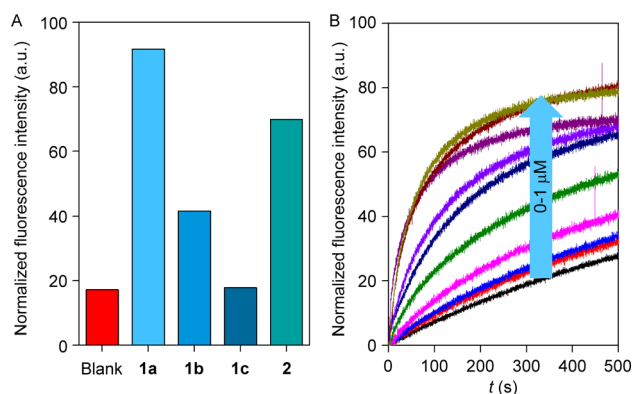 A
Normalized fluorescence intensity (a.u.)
100
80
60
40
20
0
Blank 1a 1b 1c 2
B
Normalized fluorescence intensity (a.u.)
100
80
60
40
20
0
0-1 μM
0 100 200 300 400 500
t (s)